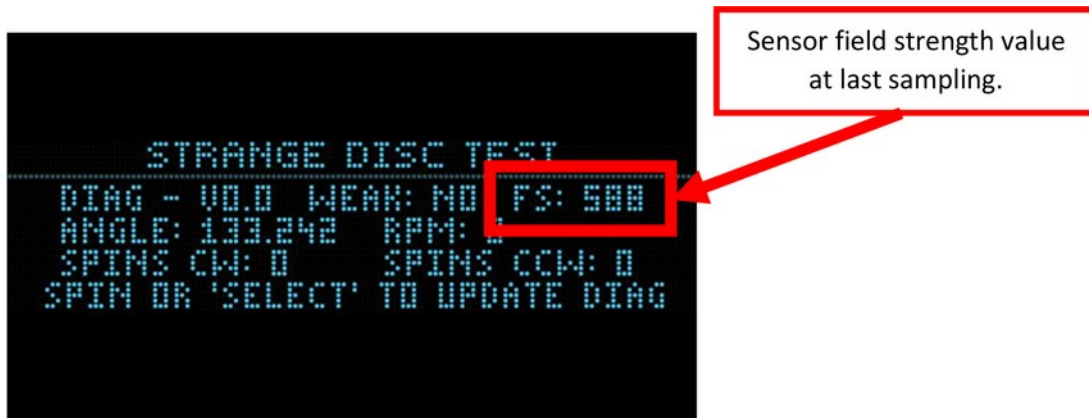 Sensor field strength value
at last sampling.
STRANGE DISC TEST
DIAG - V0.0 WEAK: NO FS: 588
ANGLE: 133.242 RPM:
SPINS CW: 0 SPINS CCW: 0
SPIN OR 'SELECT' TO UPDATE DIAG